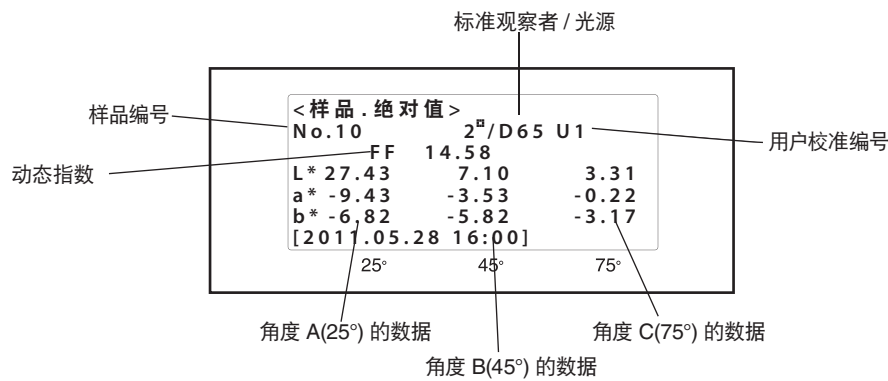 标准观察者 / 光源
样品编号
<样品.绝对值>
No.10 2¤/D65 U1
用户校准编号
动态指数
FF 14.58
L* 27.43 7.10 3.31
a* -9.43 -3.53 -0.22
b* -6.82 -5.82 -3.17
[2011.05.28 16:00]
25° 45° 75°
角度 A(25°) 的数据
角度 C(75°) 的数据
角度 B(45°) 的数据